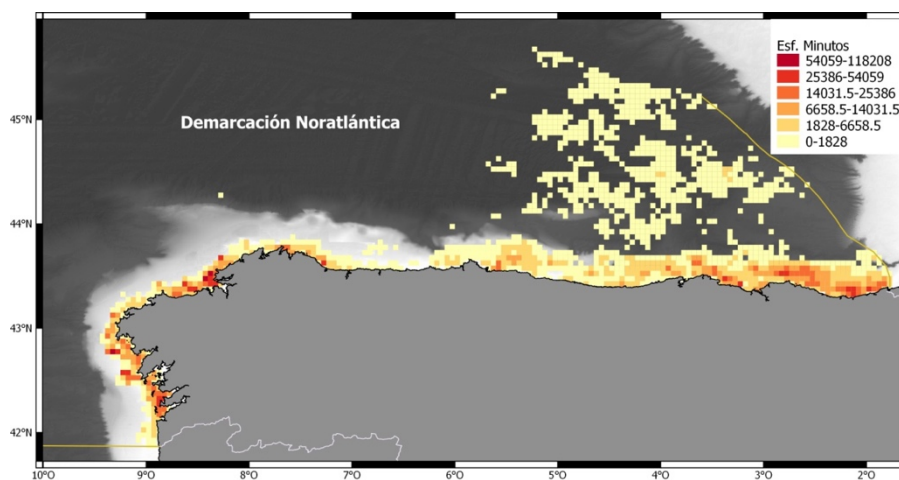 Esf. Minutos
54059-118208
25386-54059
14031.5-25386
6658.5-14031.5
1828-6658.5
0-1828
Demarcación Noratlántica
45°N
44°N
43°N
42°N
10°O 9°O 8°O 7°O 6°O 5°O 4°O 3°O 2°O